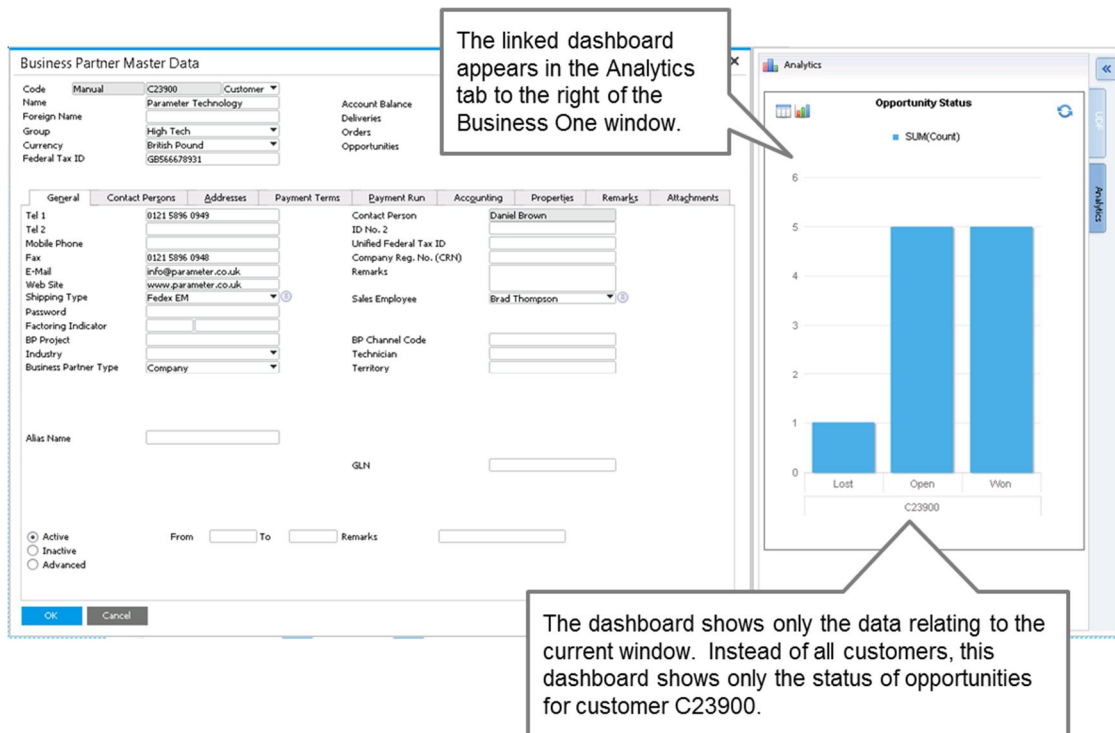 The linked dashboard
appears in the Analytics
tab to the right of the
Business One window.
Business Partner Master Data
Code Manual C23900 Customer
Name Parameter Technology
Foreign Name
Group High Tech
Currency British Pound
Federal Tax ID GB566678931
Account Balance
Deliveries
Orders
Opportunities
General Contact Persons Addresses Payment Terms Payment Run Accounting Properties Remarks Attachments
Tel 1 0121 5896 0949
Tel 2
Mobile Phone
Fax 0121 5896 0948
E-Mail info@parameter.co.uk
Web Site www.parameter.co.uk
Shipping Type Fedex EM
Password
Factoring Indicator
BP Project
Industry
Business Partner Type Company
Alias Name
Contact Person Daniel Brown
ID No. 2
Unified Federal Tax ID
Company Reg. No. (CRN)
Remarks
Sales Employee Brad Thompson
BP Channel Code
Technician
Territory
GLN
Active From To Remarks
Inactive
Advanced
OK Cancel
Analytics
Opportunity Status
SUM(Count)
6
5
4
3
2
1
0
Lost Open Won
C23900
UDF
Analytics
The dashboard shows only the data relating to the
current window. Instead of all customers, this
dashboard shows only the status of opportunities
for customer C23900.